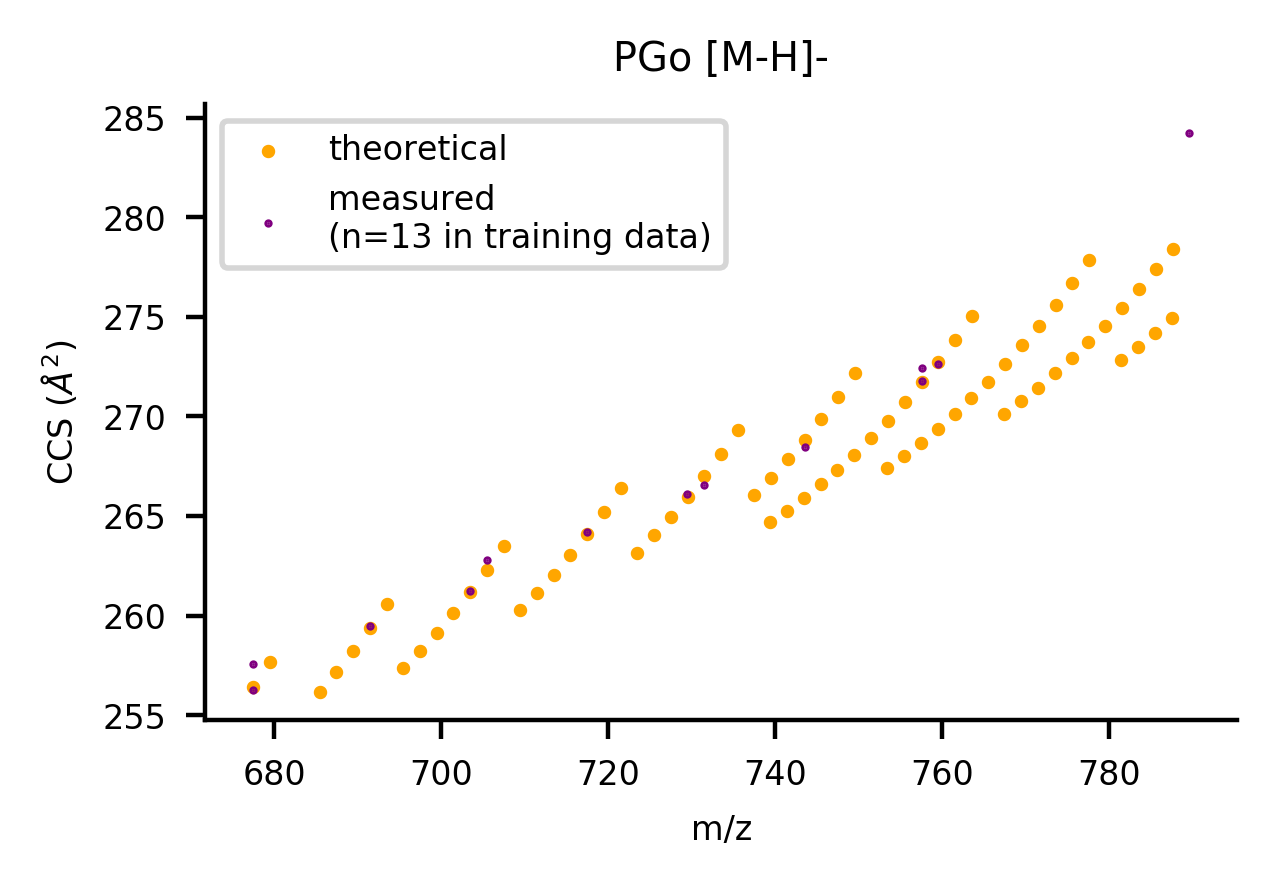 PGo [M-H]-
285
280
275
270
265
260
255
CCS (Å²)
theoretical
measured
(n=13 in training data)
680 700 720 740 760 780
m/z